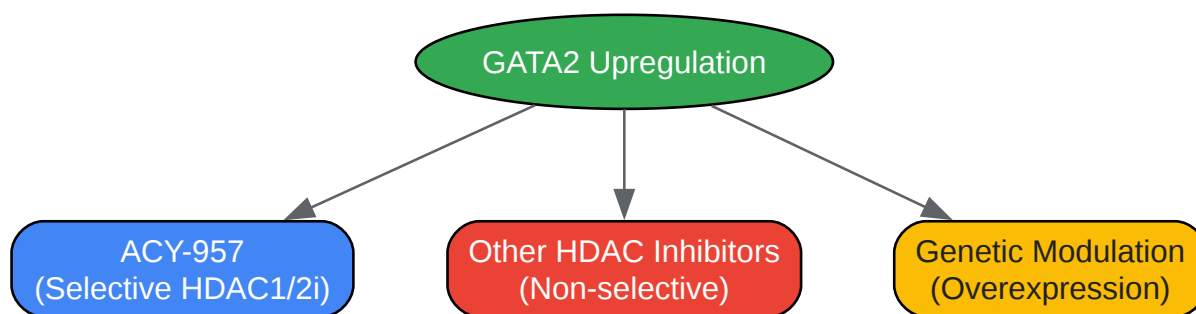 GATA2 Upregulation
ACY-957
(Selective HDAC1/2i)
Other HDAC Inhibitors
(Non-selective)
Genetic Modulation
(Overexpression)